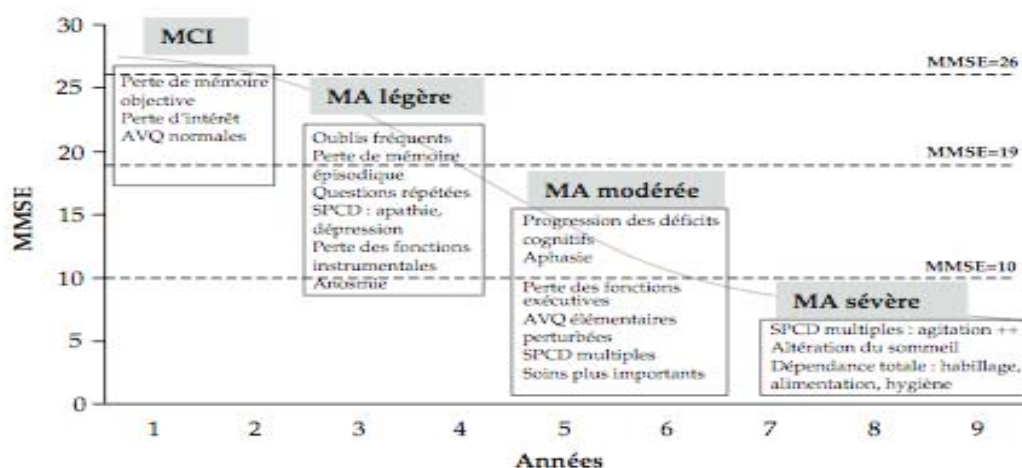 30
25
20
15
10
5
0
MMSE
MCI
Perte de mémoire
objective
Perte d'intérêt
AVQ normales
MA légère
Oublis fréquents
Perte de mémoire
épisodique
Questions répétées
SPCD : apathie,
dépression
Perte des fonctions
instrumentales
Anosmie
MA modérée
Progression des déficits
cognitifs
Aphasie
Perte des fonctions
exécutives
AVQ élémentaires
perturbées
SPCD multiples
Soins plus importants
MA sévère
SPCD multiples : agitation ++
Altération du sommeil
Dépendance totale : habillage,
alimentation, hygiène
MMSE=26
MMSE=19
MMSE=10
1 2 3 4 5 6 7 8 9
Années